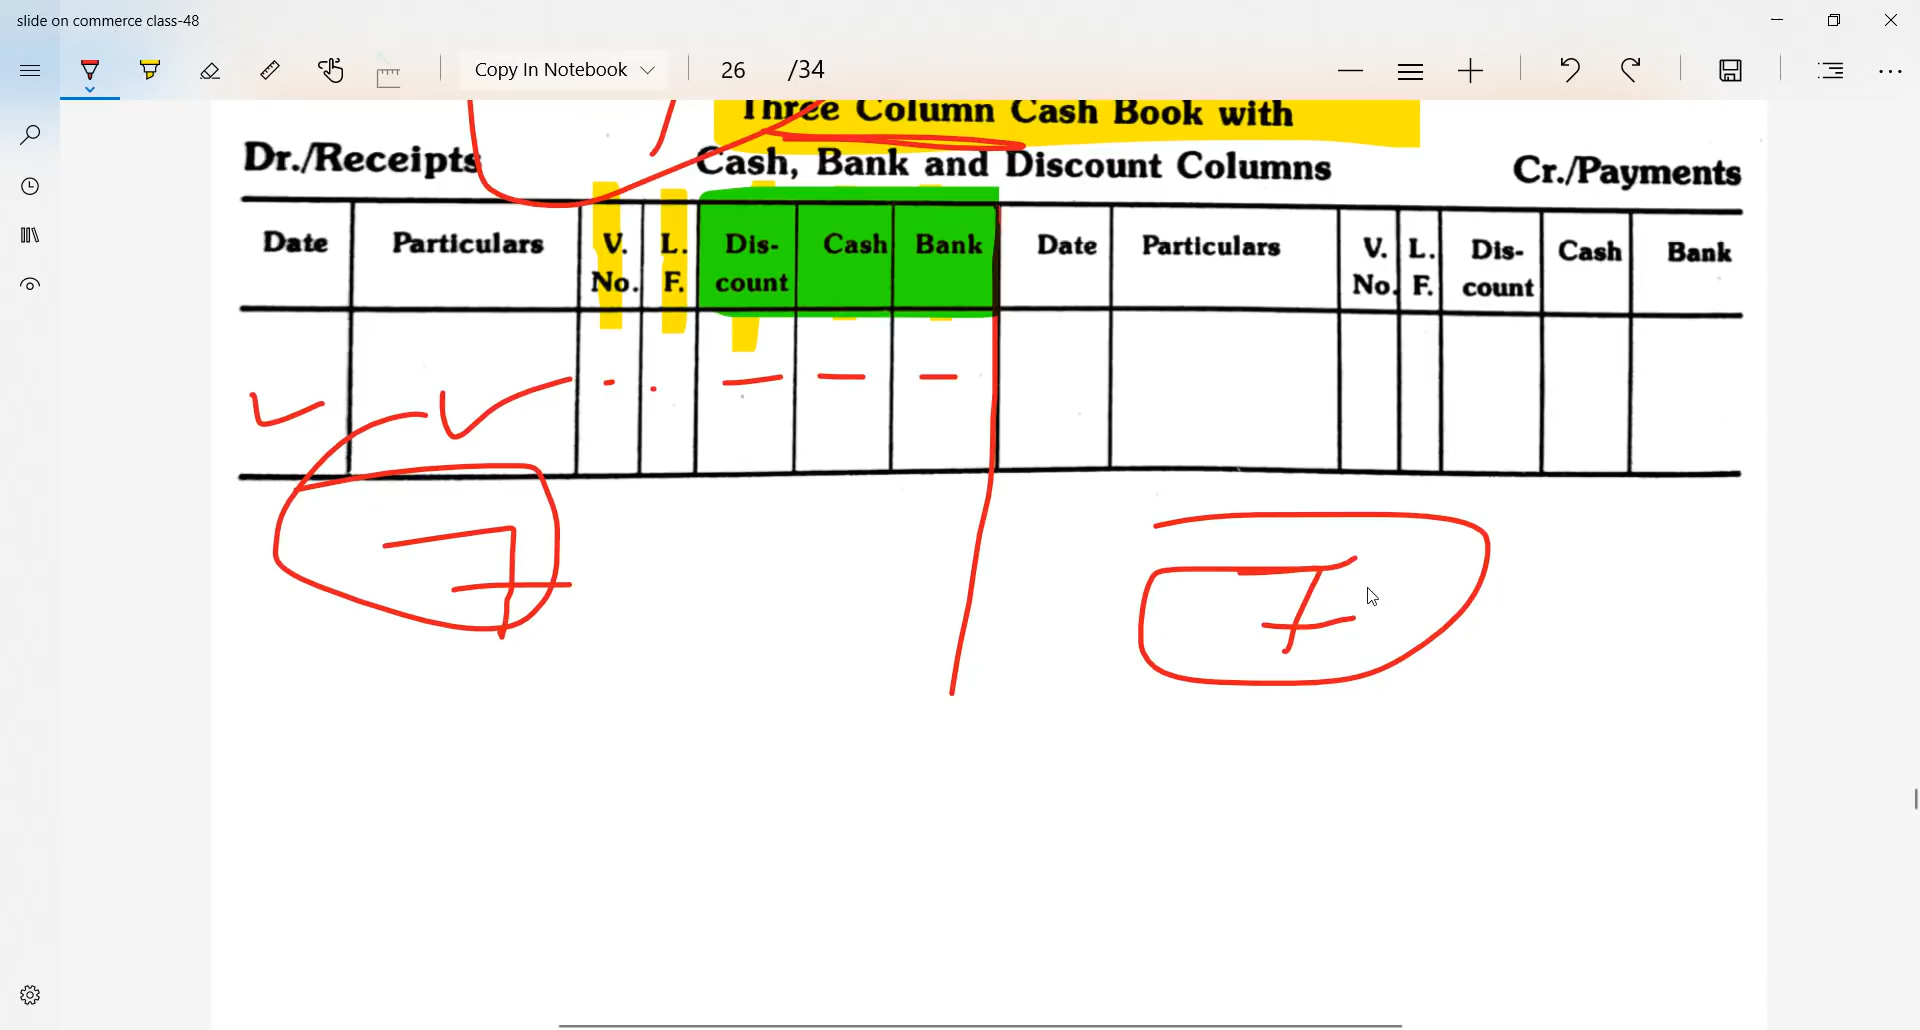 slide on commerce class-48
Copy In Notebook 26 /34
Three Column Cash Book with
Dr./Receipts Cash, Bank and Discount Columns Cr./Payments
Date Particulars V. No. L. F. Dis-count Cash Bank Date Particulars V. No. L. F. Dis-count Cash Bank
7 7